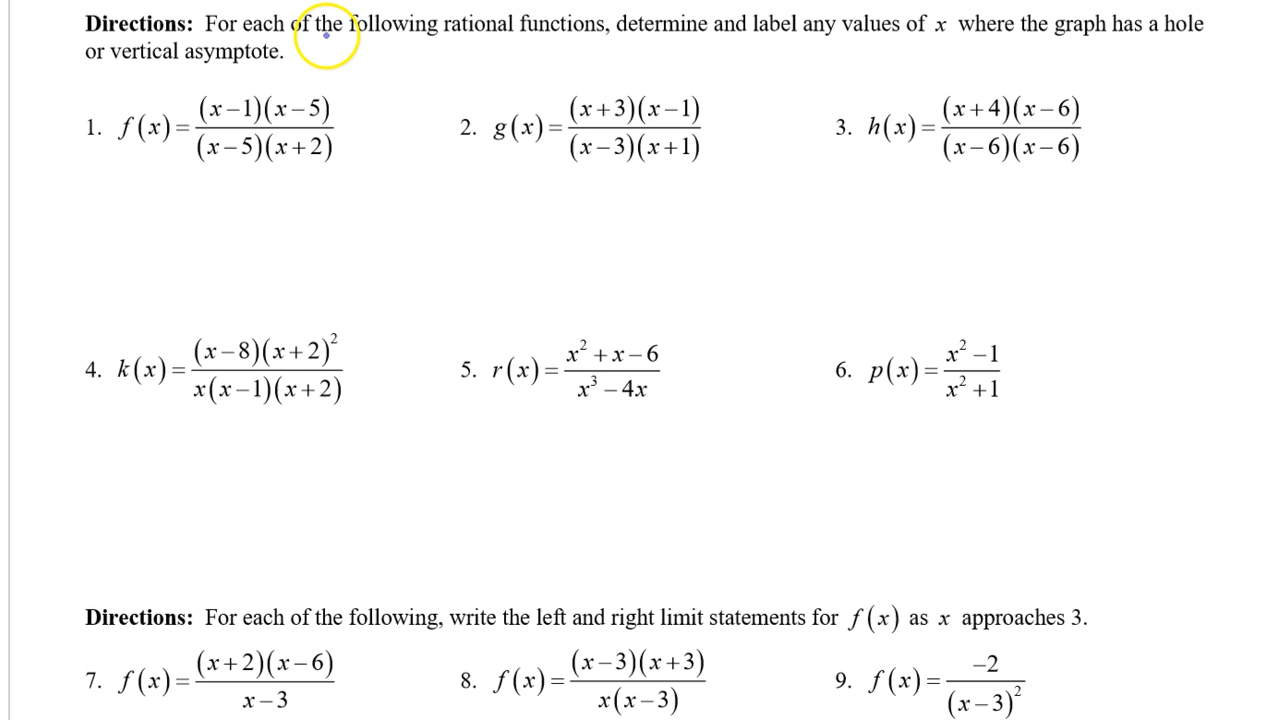 Directions: For each of the following rational functions, determine and label any values of x where the graph has a hole
or vertical asymptote.
1. f(x) = (x−1)(x−5) / (x−5)(x+2)
2. g(x) = (x+3)(x−1) / (x−3)(x+1)
3. h(x) = (x+4)(x−6) / (x−6)(x−6)
4. k(x) = (x−8)(x+2)² / x(x−1)(x+2)
5. r(x) = x²+x−6 / x³−4x
6. p(x) = x²−1 / x²+1
Directions: For each of the following, write the left and right limit statements for f(x) as x approaches 3.
7. f(x) = (x+2)(x−6) / x−3
8. f(x) = (x−3)(x+3) / x(x−3)
9. f(x) = −2 / (x−3)²